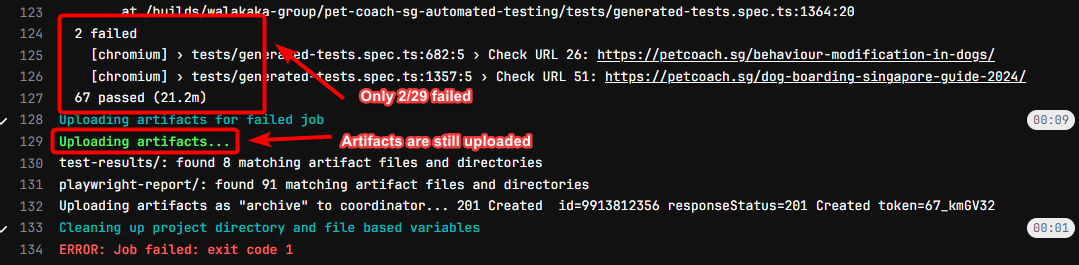 123 at /builds/walakaka-group/pet-coach-sg-automated-testing/tests/generated-tests.spec.ts:1364:20
124 2 failed
125 [chromium] › tests/generated-tests.spec.ts:682:5 › Check URL 26: https://petcoach.sg/behaviour-modification-in-dogs/
126 [chromium] › tests/generated-tests.spec.ts:1357:5 › Check URL 51: https://petcoach.sg/dog-boarding-singapore-guide-2024/
127 67 passed (21.2m)
Only 2/29 failed
128 Uploading artifacts for failed job 00:09
129 Uploading artifacts...
Artifacts are still uploaded
130 test-results/: found 8 matching artifact files and directories
131 playwright-report/: found 91 matching artifact files and directories
132 Uploading artifacts as "archive" to coordinator... 201 Created id=9913812356 responseStatus=201 Created token=67_kmGV32
133 Cleaning up project directory and file based variables 00:01
134 ERROR: Job failed: exit code 1